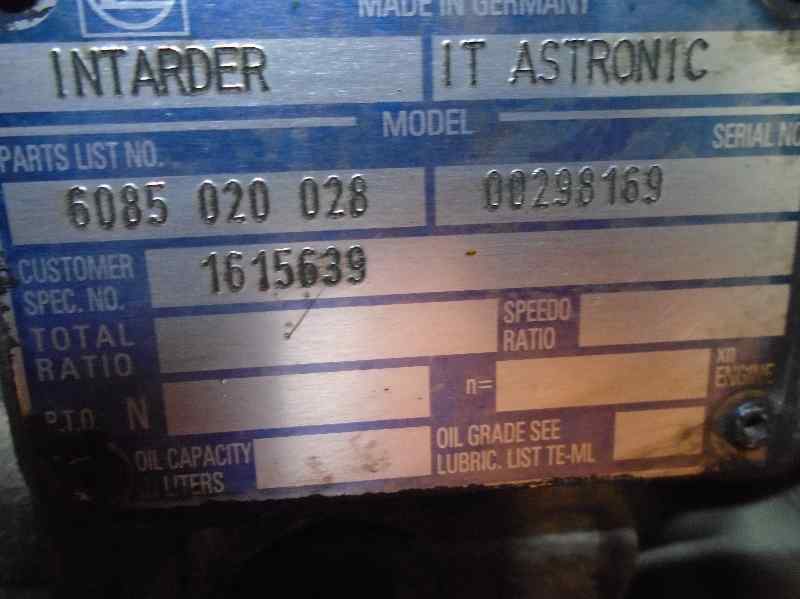 MADE IN GERMANY
INTARDER IT ASTRONIC
MODEL
PARTS LIST NO. SERIAL NO
6085 020 028 00298169
CUSTOMER SPEC. NO. 1615639
TOTAL RATIO SPEEDO RATIO
P.T.O. N n= xn ENGINE
OIL CAPACITY LITERS OIL GRADE SEE LUBRIC. LIST TE-ML